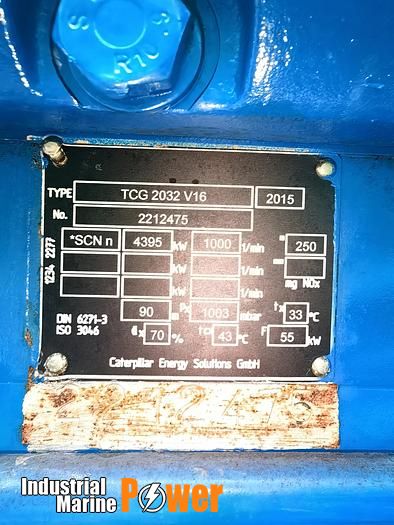 TYPE TCG 2032 V16 2015
No. 2212475
*SCN n 4395 kW 1000 1/min 250
kW 1/min
kW 1/min mg NOx
1234 2277
DIN 6271-3 90 m 1003 mbar 33 °C
ISO 3046 70 % 43 °C 55 kW
Caterpillar Energy Solutions GmbH
Industrial
Marine Power